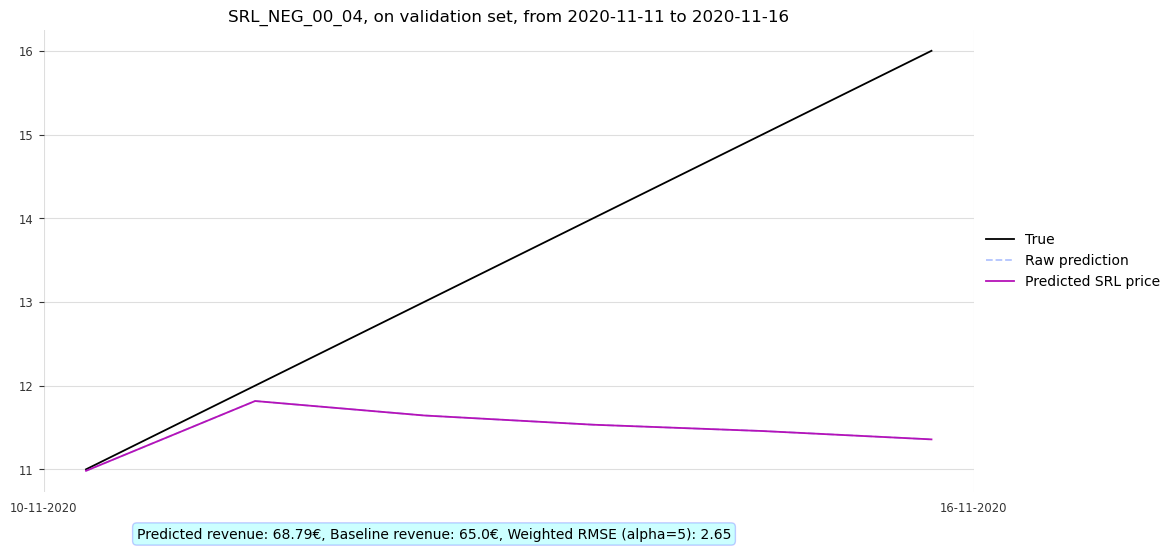 SRL_NEG_00_04, on validation set, from 2020-11-11 to 2020-11-16
16
15
14
13
12
11
10-11-2020
16-11-2020
True
Raw prediction
Predicted SRL price
Predicted revenue: 68.79€, Baseline revenue: 65.0€, Weighted RMSE (alpha=5): 2.65